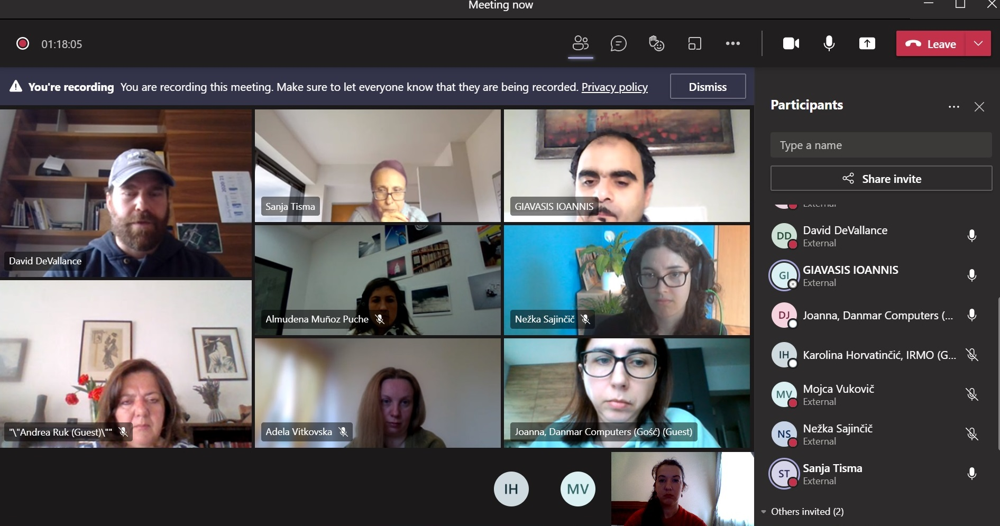 Meeting now
01:18:05
Leave
You're recording You are recording this meeting. Make sure to let everyone know that they are being recorded. Privacy policy
Dismiss
David DeVallance
Sanja Tisma
GIAVASIS IOANNIS
Almudena Muñoz Puche
Nežka Sajinčič
"\"Andrea Ruk (Guest)\""
Adela Vitkovska
Joanna, Danmar Computers (Gość) (Guest)
IH
MV
Participants
Type a name
Share invite
External
DD
David DeVallance
External
GI
GIAVASIS IOANNIS
External
DJ
Joanna, Danmar Computers (...
IH
Karolina Horvatinčić, IRMO (G...
MV
Mojca Vukovič
External
NS
Nežka Sajinčič
External
ST
Sanja Tisma
External
Others invited (2)